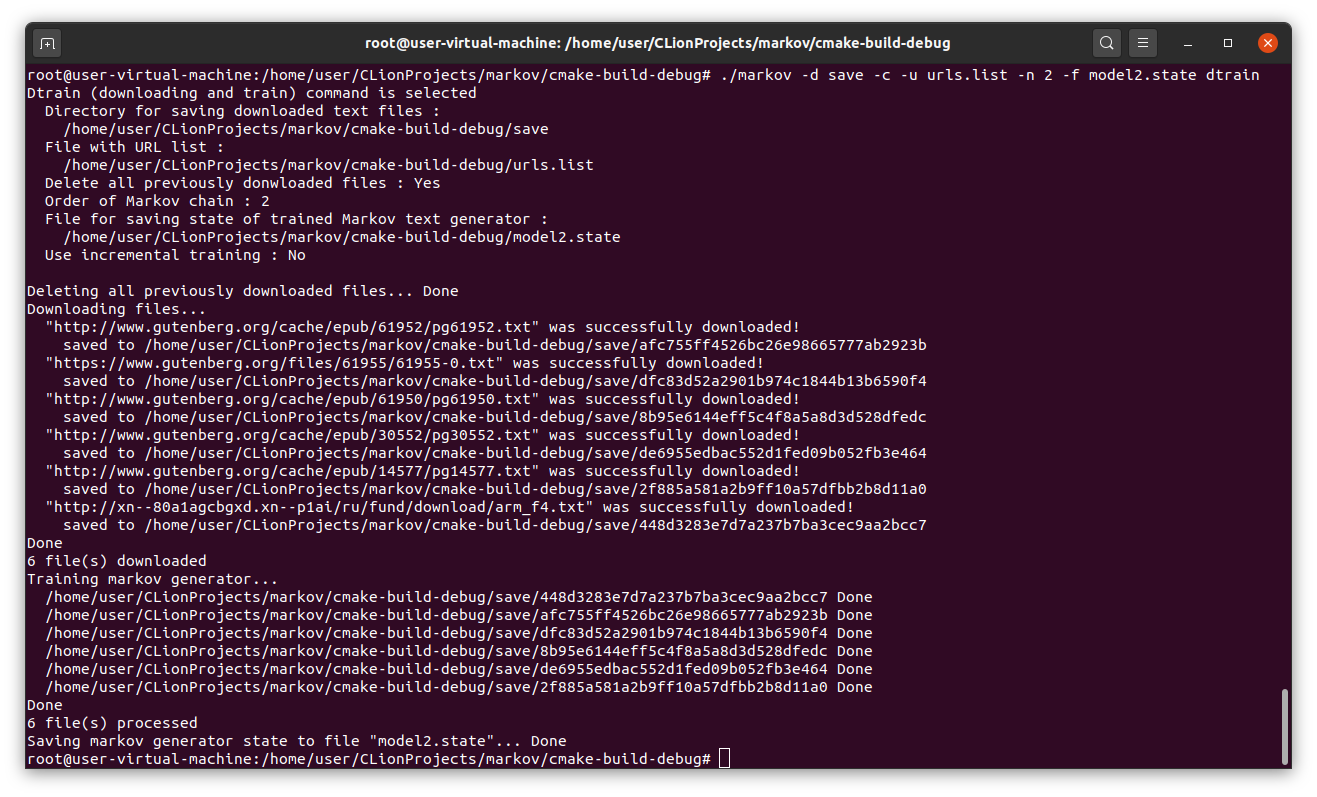 root@user-virtual-machine: /home/user/CLionProjects/markov/cmake-build-debug
root@user-virtual-machine:/home/user/CLionProjects/markov/cmake-build-debug# ./markov -d save -c -u urls.list -n 2 -f model2.state dtrain
Dtrain (downloading and train) command is selected
  Directory for saving downloaded text files :
    /home/user/CLionProjects/markov/cmake-build-debug/save
  File with URL list :
    /home/user/CLionProjects/markov/cmake-build-debug/urls.list
  Delete all previously donwloaded files : Yes
  Order of Markov chain : 2
  File for saving state of trained Markov text generator :
    /home/user/CLionProjects/markov/cmake-build-debug/model2.state
  Use incremental training : No

Deleting all previously downloaded files... Done
Downloading files...
  "http://www.gutenberg.org/cache/epub/61952/pg61952.txt" was successfully downloaded!
    saved to /home/user/CLionProjects/markov/cmake-build-debug/save/afc755ff4526bc26e98665777ab2923b
  "https://www.gutenberg.org/files/61955/61955-0.txt" was successfully downloaded!
    saved to /home/user/CLionProjects/markov/cmake-build-debug/save/dfc83d52a2901b974c1844b13b6590f4
  "http://www.gutenberg.org/cache/epub/61950/pg61950.txt" was successfully downloaded!
    saved to /home/user/CLionProjects/markov/cmake-build-debug/save/8b95e6144eff5c4f8a5a8d3d528dfedc
  "http://www.gutenberg.org/cache/epub/30552/pg30552.txt" was successfully downloaded!
    saved to /home/user/CLionProjects/markov/cmake-build-debug/save/de6955edbac552d1fed09b052fb3e464
  "http://www.gutenberg.org/cache/epub/14577/pg14577.txt" was successfully downloaded!
    saved to /home/user/CLionProjects/markov/cmake-build-debug/save/2f885a581a2b9ff10a57dfbb2b8d11a0
  "http://xn--80a1agcbgxd.xn--p1ai/ru/fund/download/arm_f4.txt" was successfully downloaded!
    saved to /home/user/CLionProjects/markov/cmake-build-debug/save/448d3283e7d7a237b7ba3cec9aa2bcc7
Done
6 file(s) downloaded
Training markov generator...
  /home/user/CLionProjects/markov/cmake-build-debug/save/448d3283e7d7a237b7ba3cec9aa2bcc7 Done
  /home/user/CLionProjects/markov/cmake-build-debug/save/afc755ff4526bc26e98665777ab2923b Done
  /home/user/CLionProjects/markov/cmake-build-debug/save/dfc83d52a2901b974c1844b13b6590f4 Done
  /home/user/CLionProjects/markov/cmake-build-debug/save/8b95e6144eff5c4f8a5a8d3d528dfedc Done
  /home/user/CLionProjects/markov/cmake-build-debug/save/de6955edbac552d1fed09b052fb3e464 Done
  /home/user/CLionProjects/markov/cmake-build-debug/save/2f885a581a2b9ff10a57dfbb2b8d11a0 Done
Done
6 file(s) processed
Saving markov generator state to file "model2.state"... Done
root@user-virtual-machine:/home/user/CLionProjects/markov/cmake-build-debug#